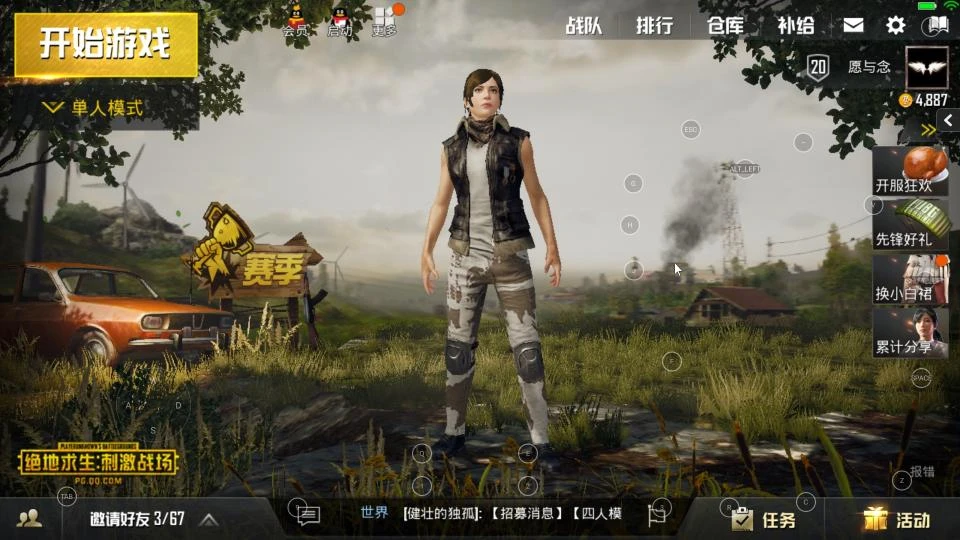 开始游戏
单人模式
会员
启动
更多
战队
排行
仓库
补给
20
愿与念
4,887
ESC
ALT_LEFT
G
H
开服狂欢
先锋好礼
换小白裙
累计分享
赛季
SPACE
A
D
S
Q
E
PLAYERUNKNOWN'S BATTLEGROUNDS
绝地求生:刺激战场
PG.QQ.COM
报错
Z
TAB
C
邀请好友 3/67
世界
[健壮的独孤]:【招募消息】【四人模
任务
活动